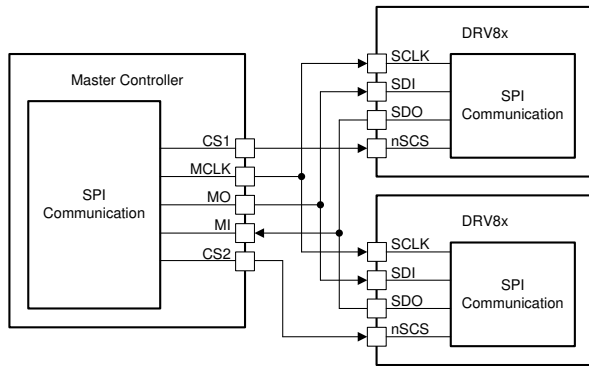 Master Controller
SPI
Communication
CS1
MCLK
MO
MI
CS2
DRV8x
SCLK
SDI
SDO
nSCS
SPI
Communication
DRV8x
SCLK
SDI
SDO
nSCS
SPI
Communication